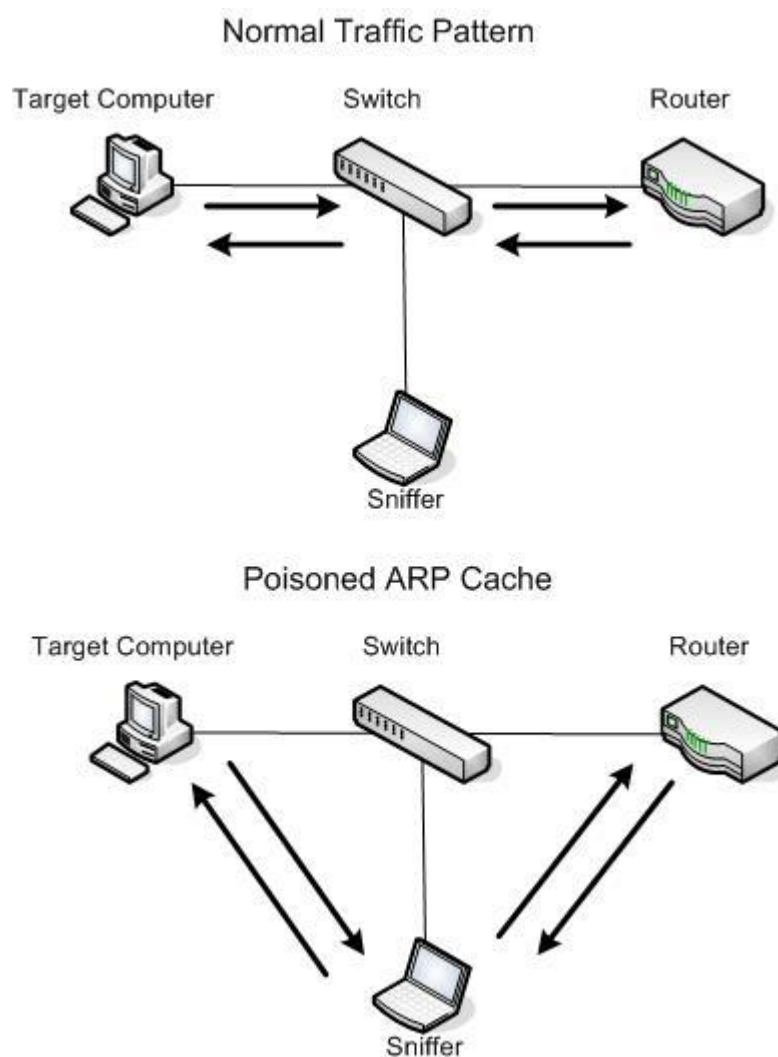 Normal Traffic Pattern
Target Computer
Switch
Router
Sniffer
Poisoned ARP Cache
Target Computer
Switch
Router
Sniffer